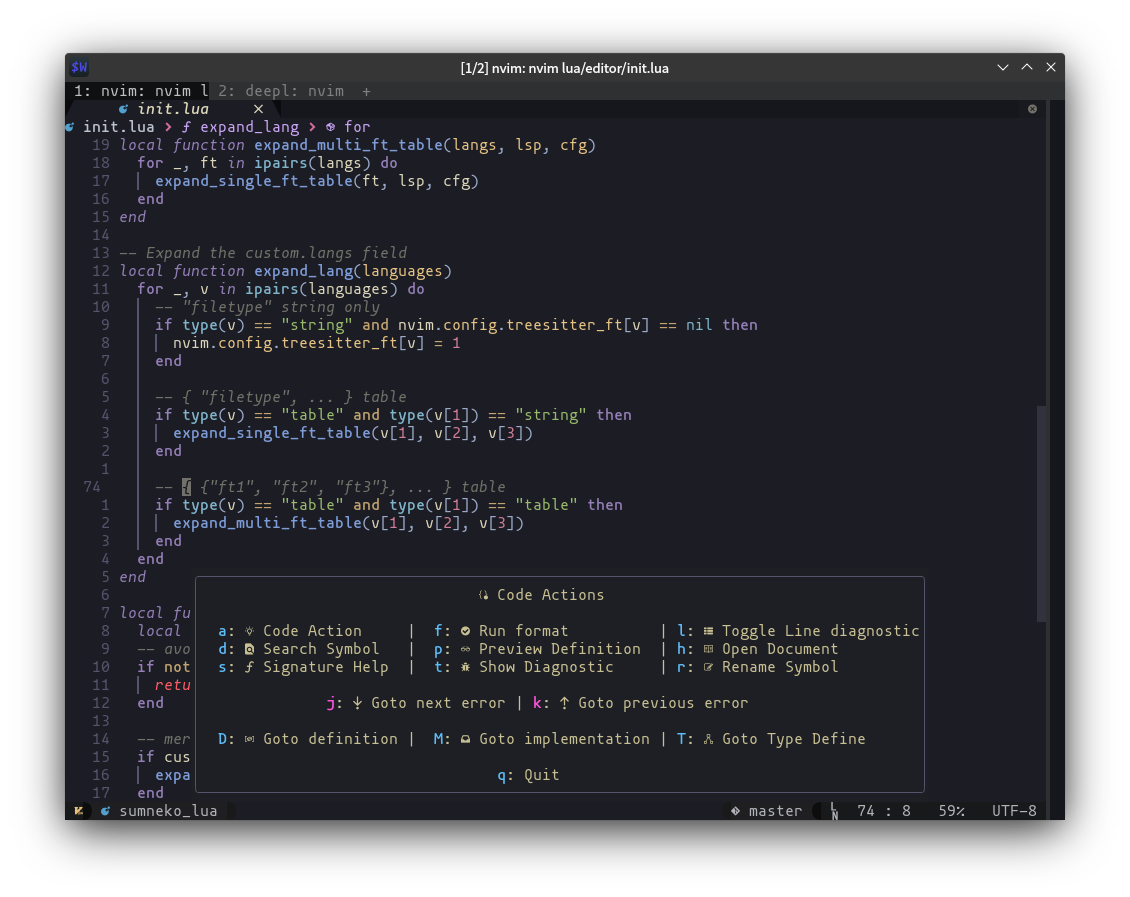 $W [1/2] nvim: nvim lua/editor/init.lua
1: nvim: nvim l 2: deepl: nvim +
init.lua ×
init.lua > ƒ expand_lang > for
19 local function expand_multi_ft_table(langs, lsp, cfg)
18 for _, ft in ipairs(langs) do
17 expand_single_ft_table(ft, lsp, cfg)
16 end
15 end
14
13 -- Expand the custom.langs field
12 local function expand_lang(languages)
11 for _, v in ipairs(languages) do
10 -- "filetype" string only
9 if type(v) == "string" and nvim.config.treesitter_ft[v] == nil then
8 nvim.config.treesitter_ft[v] = 1
7 end
6
5 -- { "filetype", ... } table
4 if type(v) == "table" and type(v[1]) == "string" then
3 expand_single_ft_table(v[1], v[2], v[3])
2 end
1
74 -- { {"ft1", "ft2", "ft3"}, ... } table
1 if type(v) == "table" and type(v[1]) == "table" then
2 expand_multi_ft_table(v[1], v[2], v[3])
3 end
4 end
5 end
6 Code Actions
7 local fu
8 local a: Code Action | f: Run format | l: Toggle Line diagnostic
9 -- avo d: Search Symbol | p: Preview Definition | h: Open Document
10 if not s: ƒ Signature Help | t: Show Diagnostic | r: Rename Symbol
11 retu
12 end j: ↓ Goto next error | k: ↑ Goto previous error
13
14 -- mer D: Goto definition | M: Goto implementation | T: Goto Type Define
15 if cus
16 expa q: Quit
17 end
sumneko_lua master 74 : 8 59% UTF-8